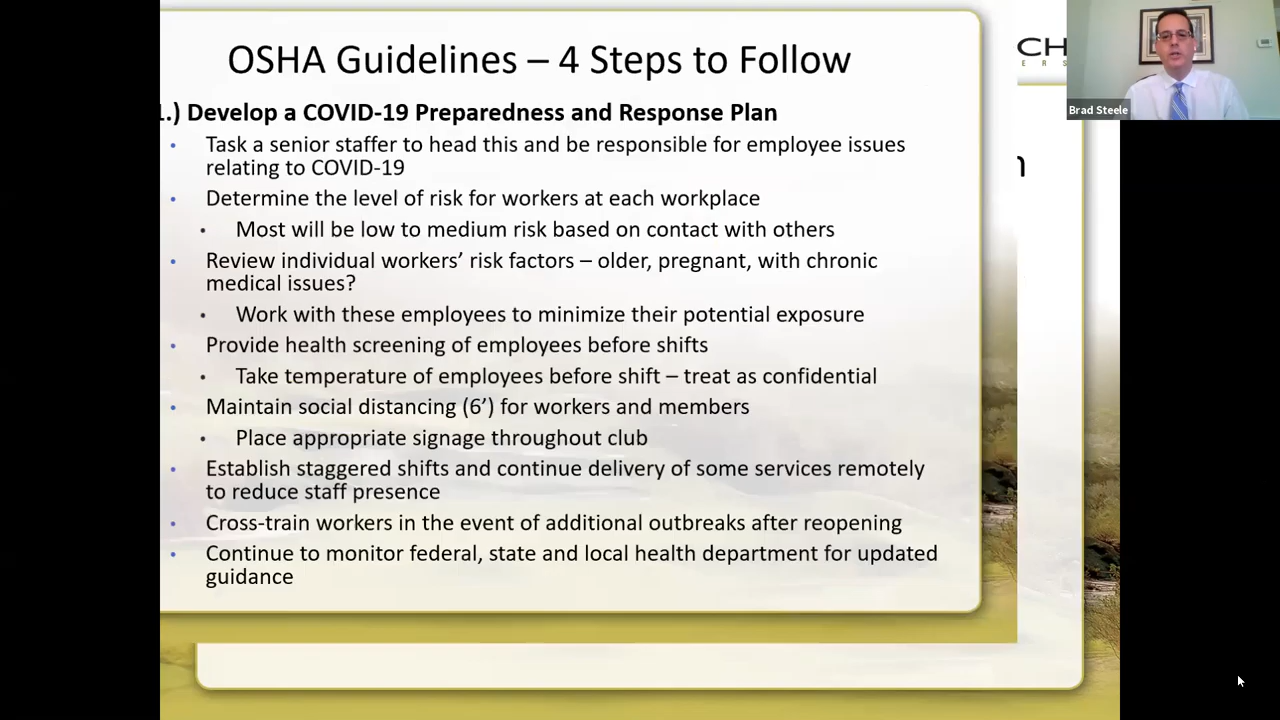 OSHA Guidelines – 4 Steps to Follow
1.) Develop a COVID-19 Preparedness and Response Plan
• Task a senior staffer to head this and be responsible for employee issues
relating to COVID-19
• Determine the level of risk for workers at each workplace
• Most will be low to medium risk based on contact with others
• Review individual workers’ risk factors – older, pregnant, with chronic
medical issues?
• Work with these employees to minimize their potential exposure
• Provide health screening of employees before shifts
• Take temperature of employees before shift – treat as confidential
• Maintain social distancing (6’) for workers and members
• Place appropriate signage throughout club
• Establish staggered shifts and continue delivery of some services remotely
to reduce staff presence
• Cross-train workers in the event of additional outbreaks after reopening
• Continue to monitor federal, state and local health department for updated
guidance
CH
E R S
Brad Steele